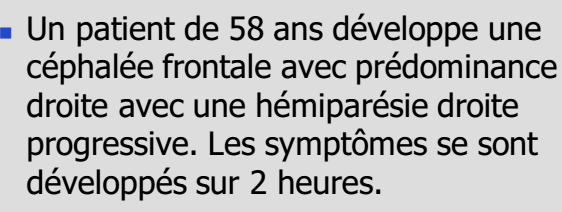 Un patient de 58 ans développe une
céphalée frontale avec prédominance
droite avec une hémiparésie droite
progressive. Les symptômes se sont
développés sur 2 heures.